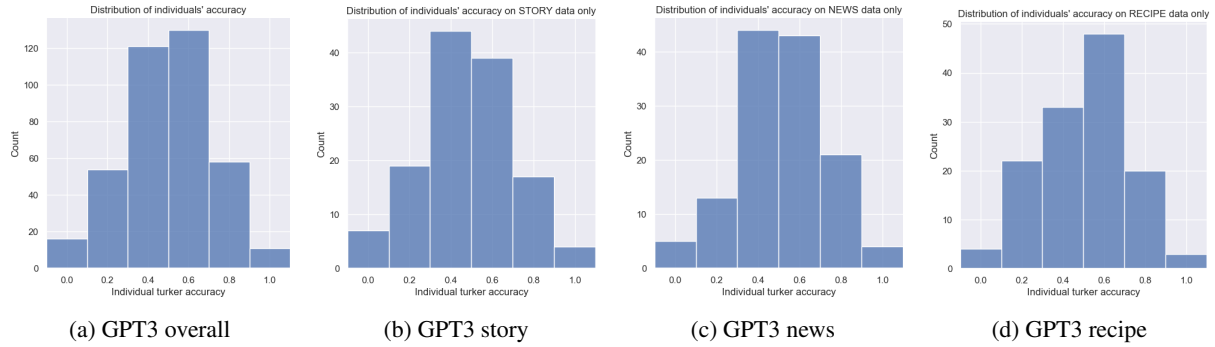 Distribution of individuals' accuracy
Count
120
100
80
60
40
20
0
0.0 0.2 0.4 0.6 0.8 1.0
Individual turker accuracy
(a) GPT3 overall
Distribution of individuals' accuracy on STORY data only
Count
40
30
20
10
0
0.0 0.2 0.4 0.6 0.8 1.0
Individual turker accuracy
(b) GPT3 story
Distribution of individuals' accuracy on NEWS data only
Count
40
30
20
10
0
0.0 0.2 0.4 0.6 0.8 1.0
Individual turker accuracy
(c) GPT3 news
Distribution of individuals' accuracy on RECIPE data only
Count
50
40
30
20
10
0
0.0 0.2 0.4 0.6 0.8 1.0
Individual turker accuracy
(d) GPT3 recipe